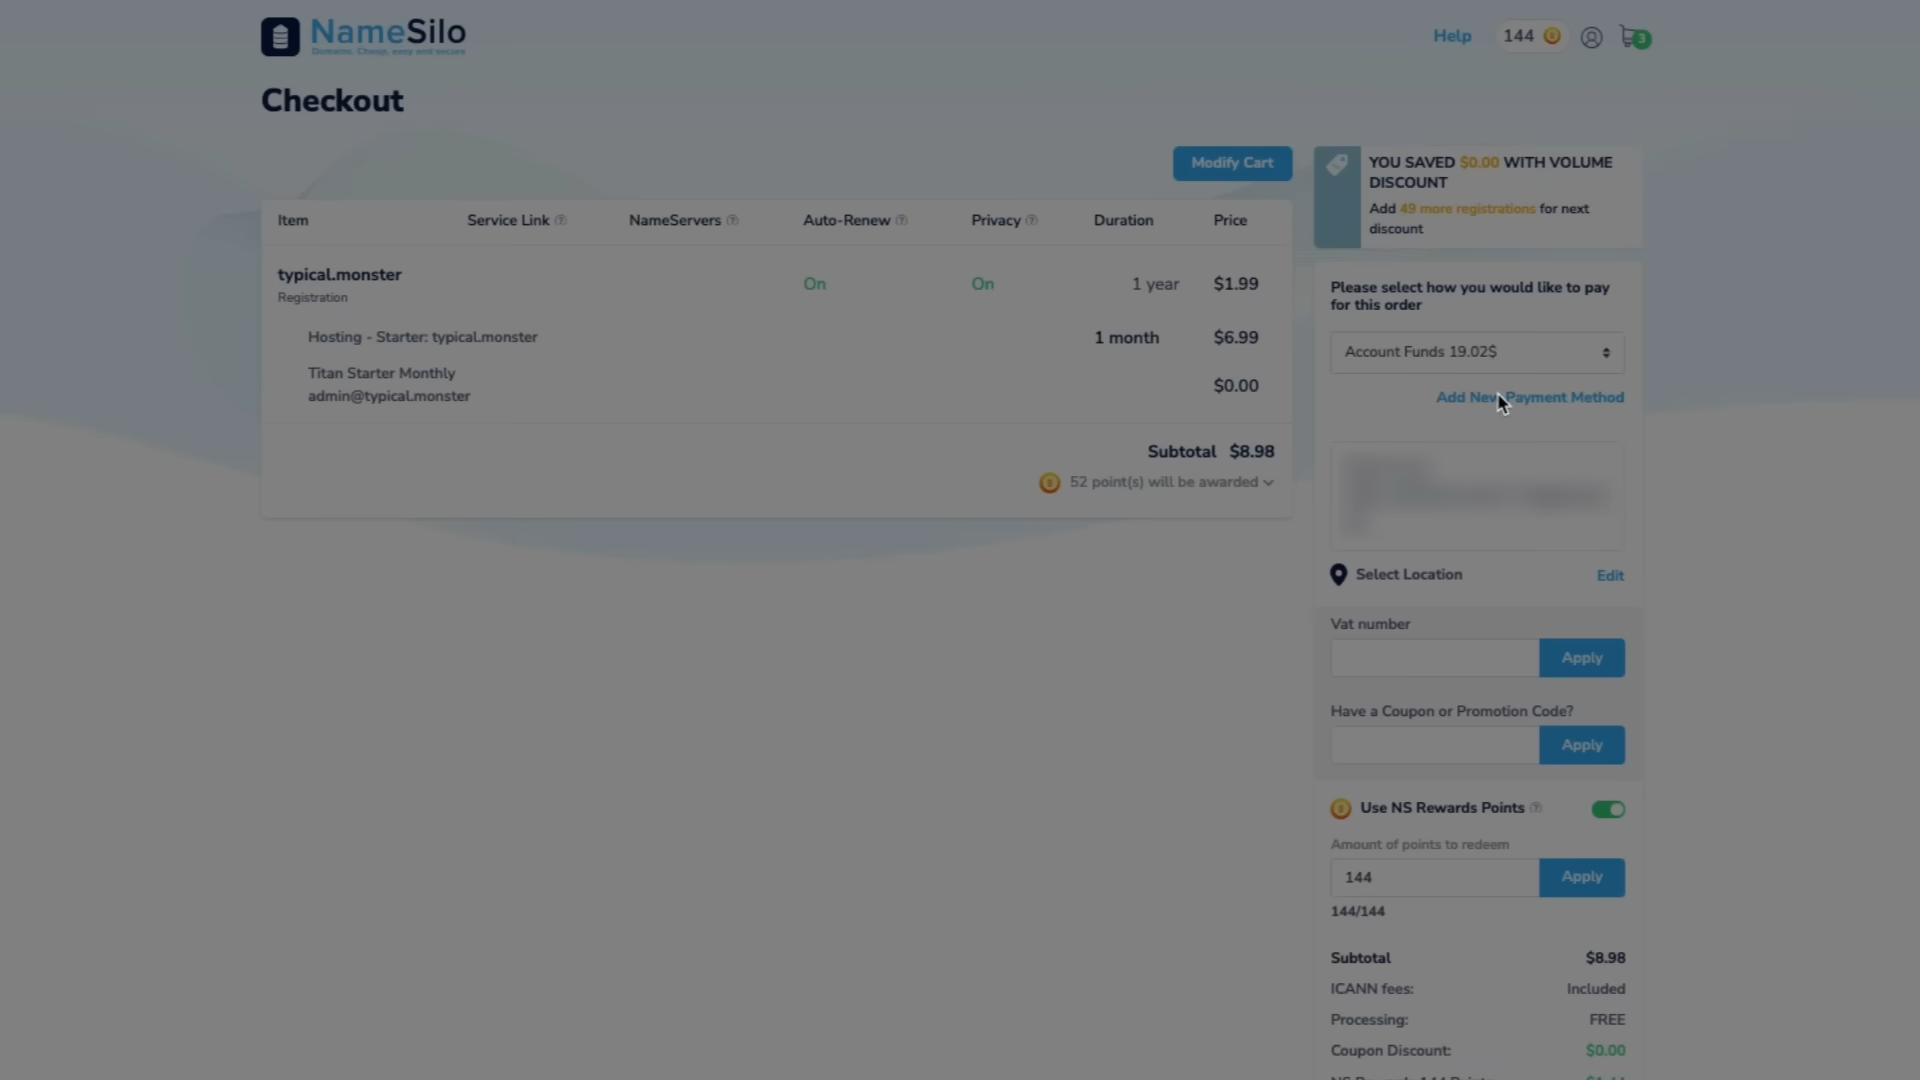 NameSilo
Domains. Cheap, easy and secure
Help
144
3
Checkout
Modify Cart
YOU SAVED $0.00 WITH VOLUME
DISCOUNT
Add 49 more registrations for next
discount
Item Service Link NameServers Auto-Renew Privacy Duration Price
typical.monster
Registration
On On 1 year $1.99
Hosting - Starter: typical.monster 1 month $6.99
Titan Starter Monthly
admin@typical.monster
$0.00
Subtotal $8.98
52 point(s) will be awarded
Please select how you would like to pay
for this order
Account Funds 19.02$
Add New Payment Method
Select Location Edit
Vat number
Apply
Have a Coupon or Promotion Code?
Apply
Use NS Rewards Points
Amount of points to redeem
144 Apply
144/144
Subtotal $8.98
ICANN fees: Included
Processing: FREE
Coupon Discount: $0.00